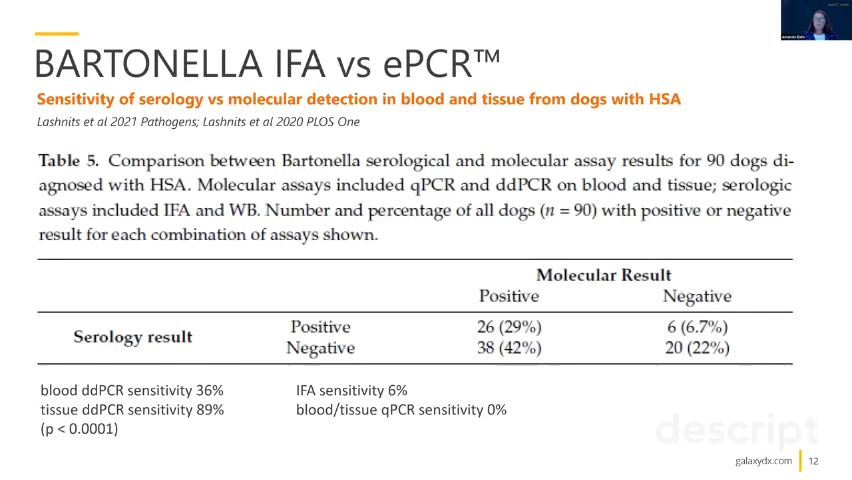 BARTONELLA IFA vs ePCR™
Sensitivity of serology vs molecular detection in blood and tissue from dogs with HSA
Lashnits et al 2021 Pathogens; Lashnits et al 2020 PLOS One
Table 5. Comparison between Bartonella serological and molecular assay results for 90 dogs di-
agnosed with HSA. Molecular assays included qPCR and ddPCR on blood and tissue; serologic
assays included IFA and WB. Number and percentage of all dogs (n = 90) with positive or negative
result for each combination of assays shown.
Molecular Result
Positive Negative
Serology result
Positive 26 (29%) 6 (6.7%)
Negative 38 (42%) 20 (22%)
blood ddPCR sensitivity 36%
tissue ddPCR sensitivity 89%
(p < 0.0001)
IFA sensitivity 6%
blood/tissue qPCR sensitivity 0%
descript
galaxydx.com 12